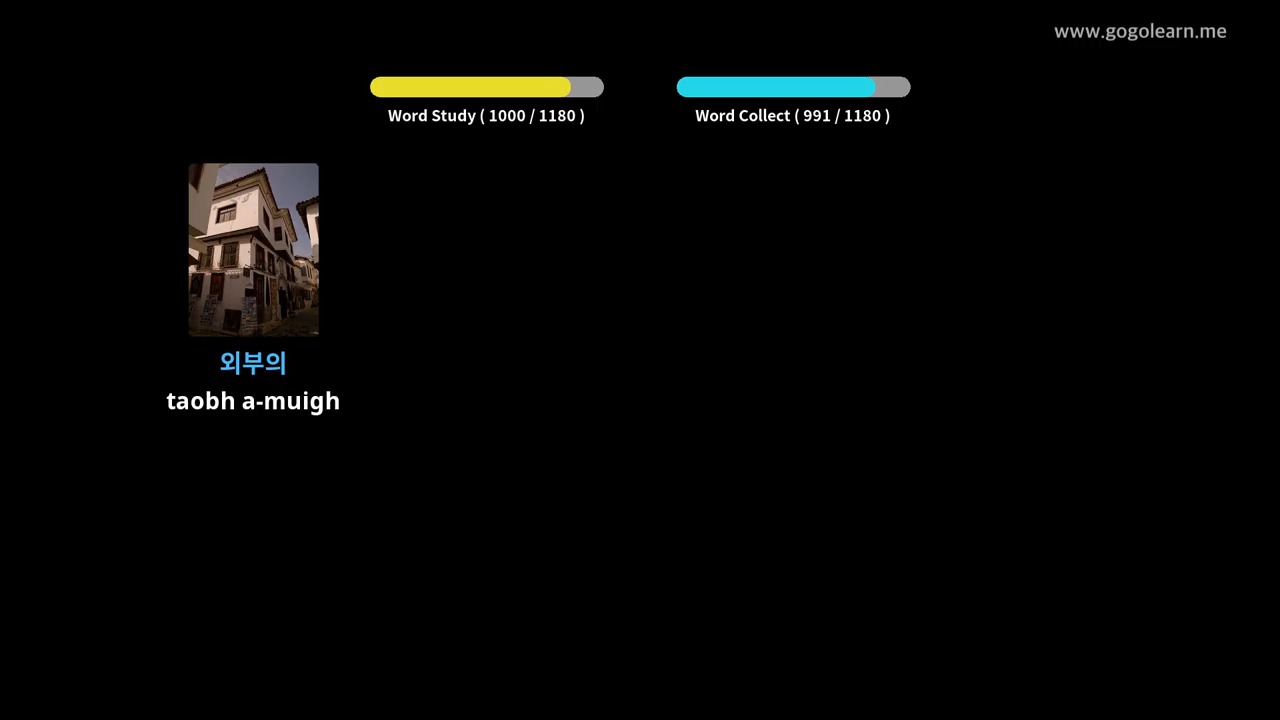 www.gogolearn.me
Word Study ( 1000 / 1180 )
Word Collect ( 991 / 1180 )
외부의
taobh a-muigh